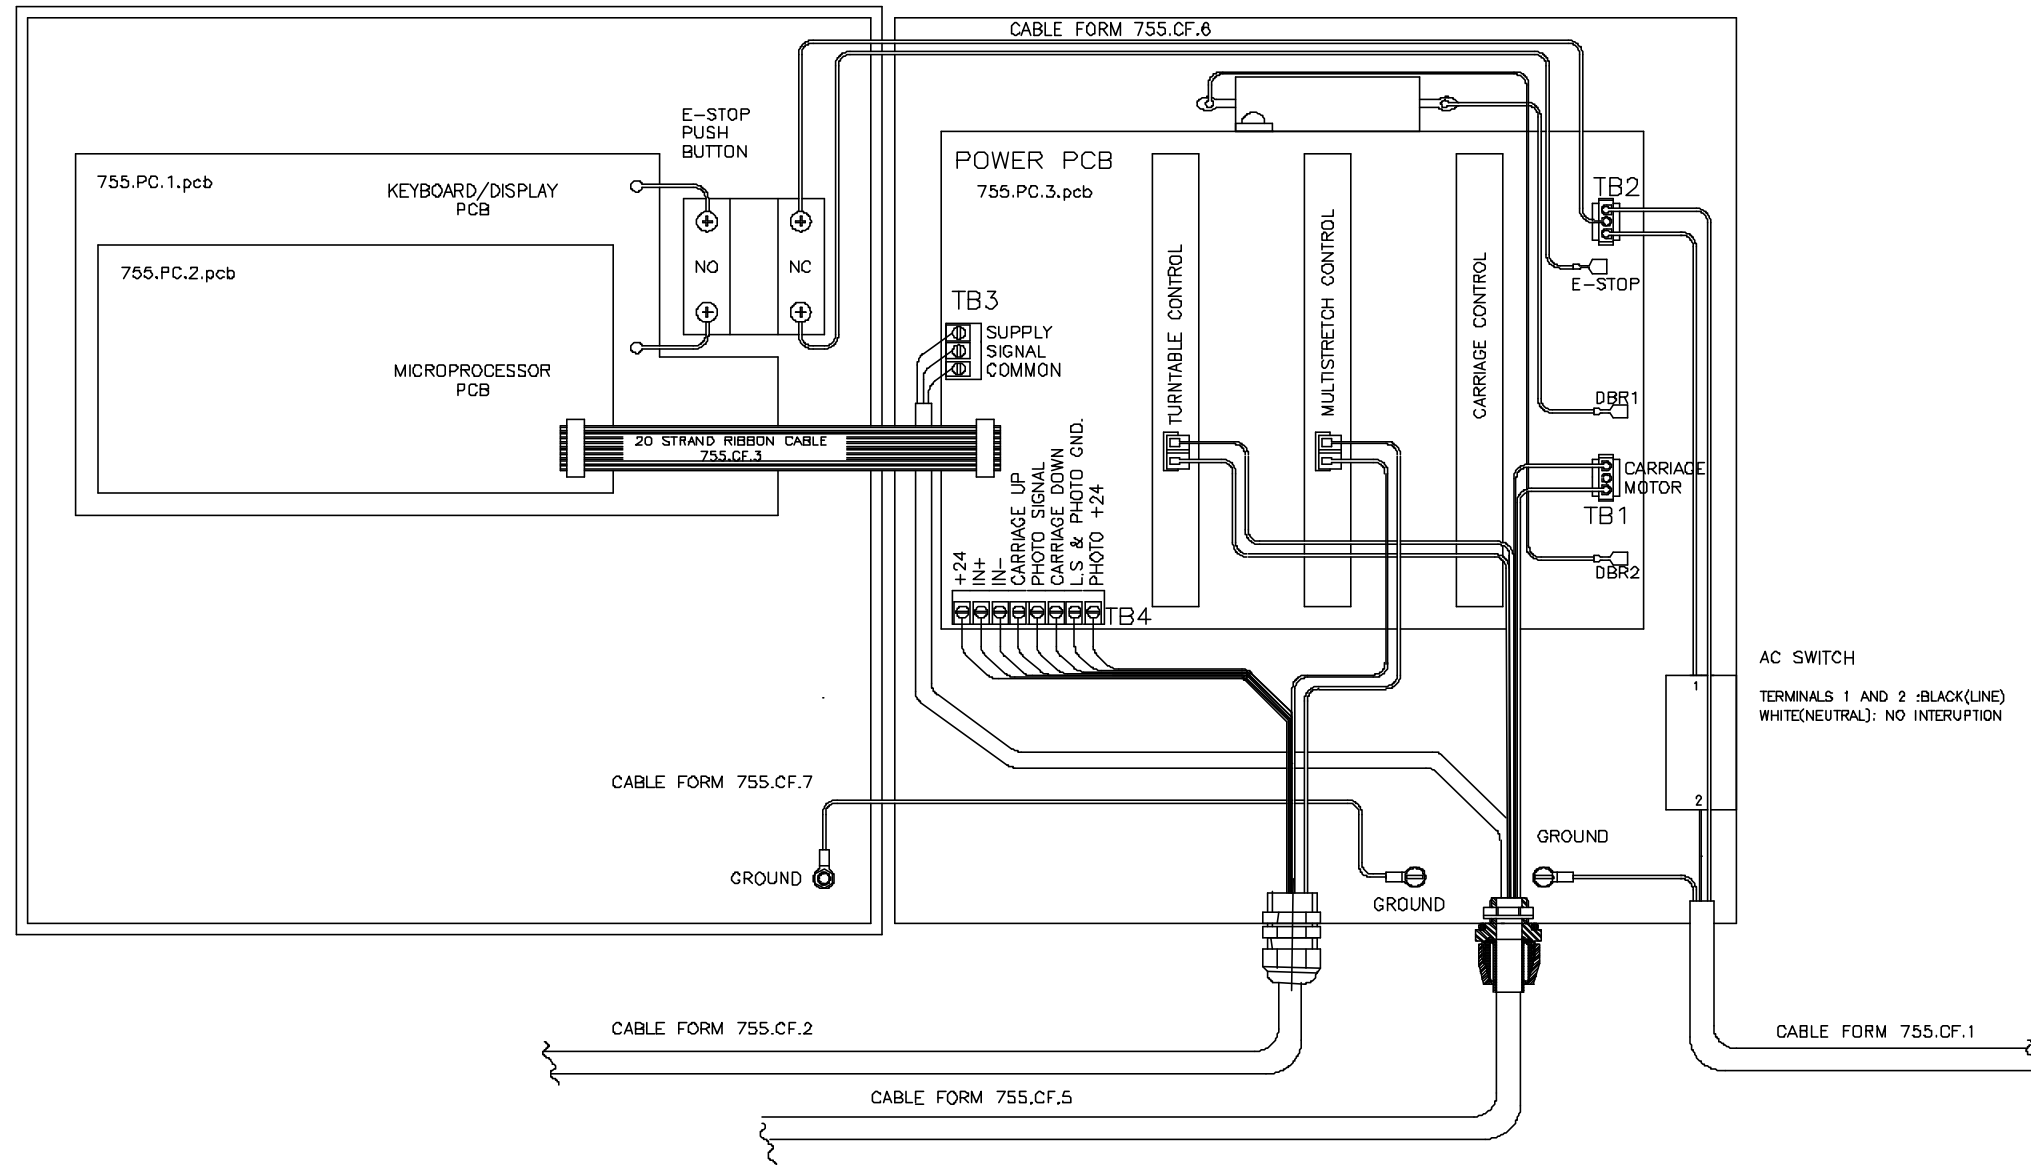 CABLE FORM 755.CF.6
E-STOP
PUSH
BUTTON
755.PC.1.pcb
KEYBOARD/DISPLAY
PCB
755.PC.2.pcb
MICROPROCESSOR
PCB
NO
NC
POWER PCB
755.PC.3.pcb
TB2
E-STOP
TB3
SUPPLY
SIGNAL
COMMON
TURNTABLE CONTROL
MULTISTRETCH CONTROL
CARRIAGE CONTROL
DBR1
20 STRAND RIBBON CABLE
755.CF.3
CARRIAGE
MOTOR
TB1
DBR2
+24
IN+
IN-
CARRIAGE UP
PHOTO SIGNAL
CARRIAGE DOWN
L.S & PHOTO GND.
PHOTO +24
TB4
AC SWITCH
TERMINALS 1 AND 2 :BLACK(LINE)
WHITE(NEUTRAL): NO INTERUPTION
1
2
CABLE FORM 755.CF.7
GROUND
GROUND
GROUND
CABLE FORM 755.CF.2
CABLE FORM 755.CF.1
CABLE FORM 755.CF.5